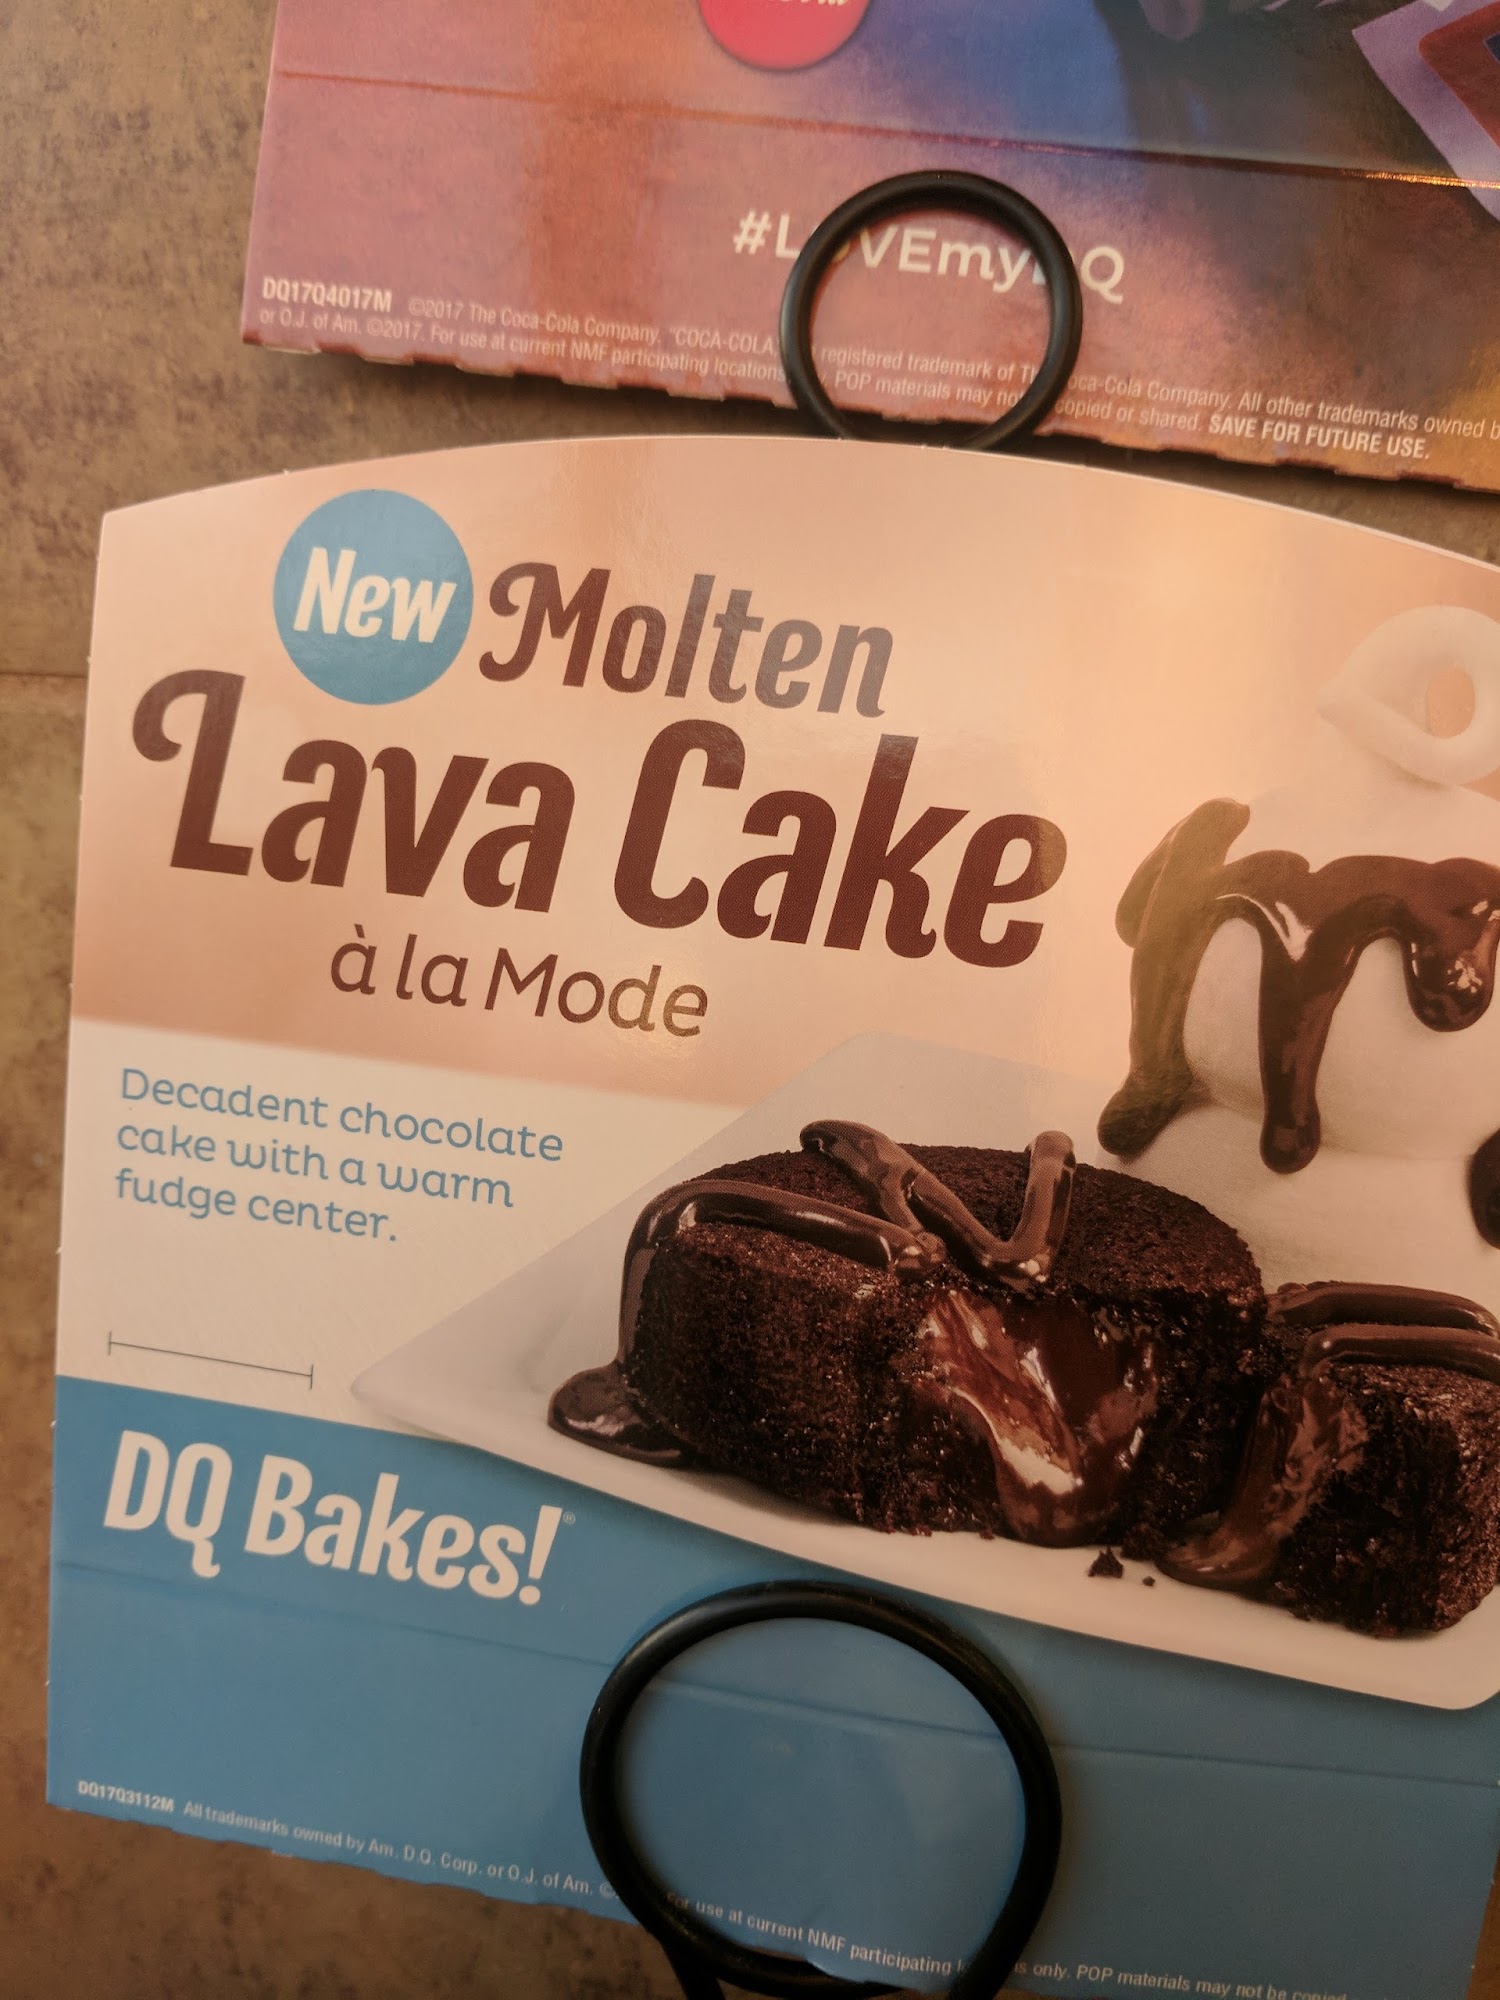 #LOVEmyDQ
DQ17Q4017M ©2017 The Coca-Cola Company. "COCA-COLA registered trademark of The Coca-Cola Company. All other trademarks owned b
or O.J. of Am. ©2017. For use at current NMF participating locations POP materials may not copied or shared. SAVE FOR FUTURE USE.
New Molten
Lava Cake
à la Mode
Decadent chocolate
cake with a warm
fudge center.
DQ Bakes!®
DQ17Q3112M All trademarks owned by Am. D.Q. Corp. or O.J. of Am. © For use at current NMF participating only. POP materials may not be copied